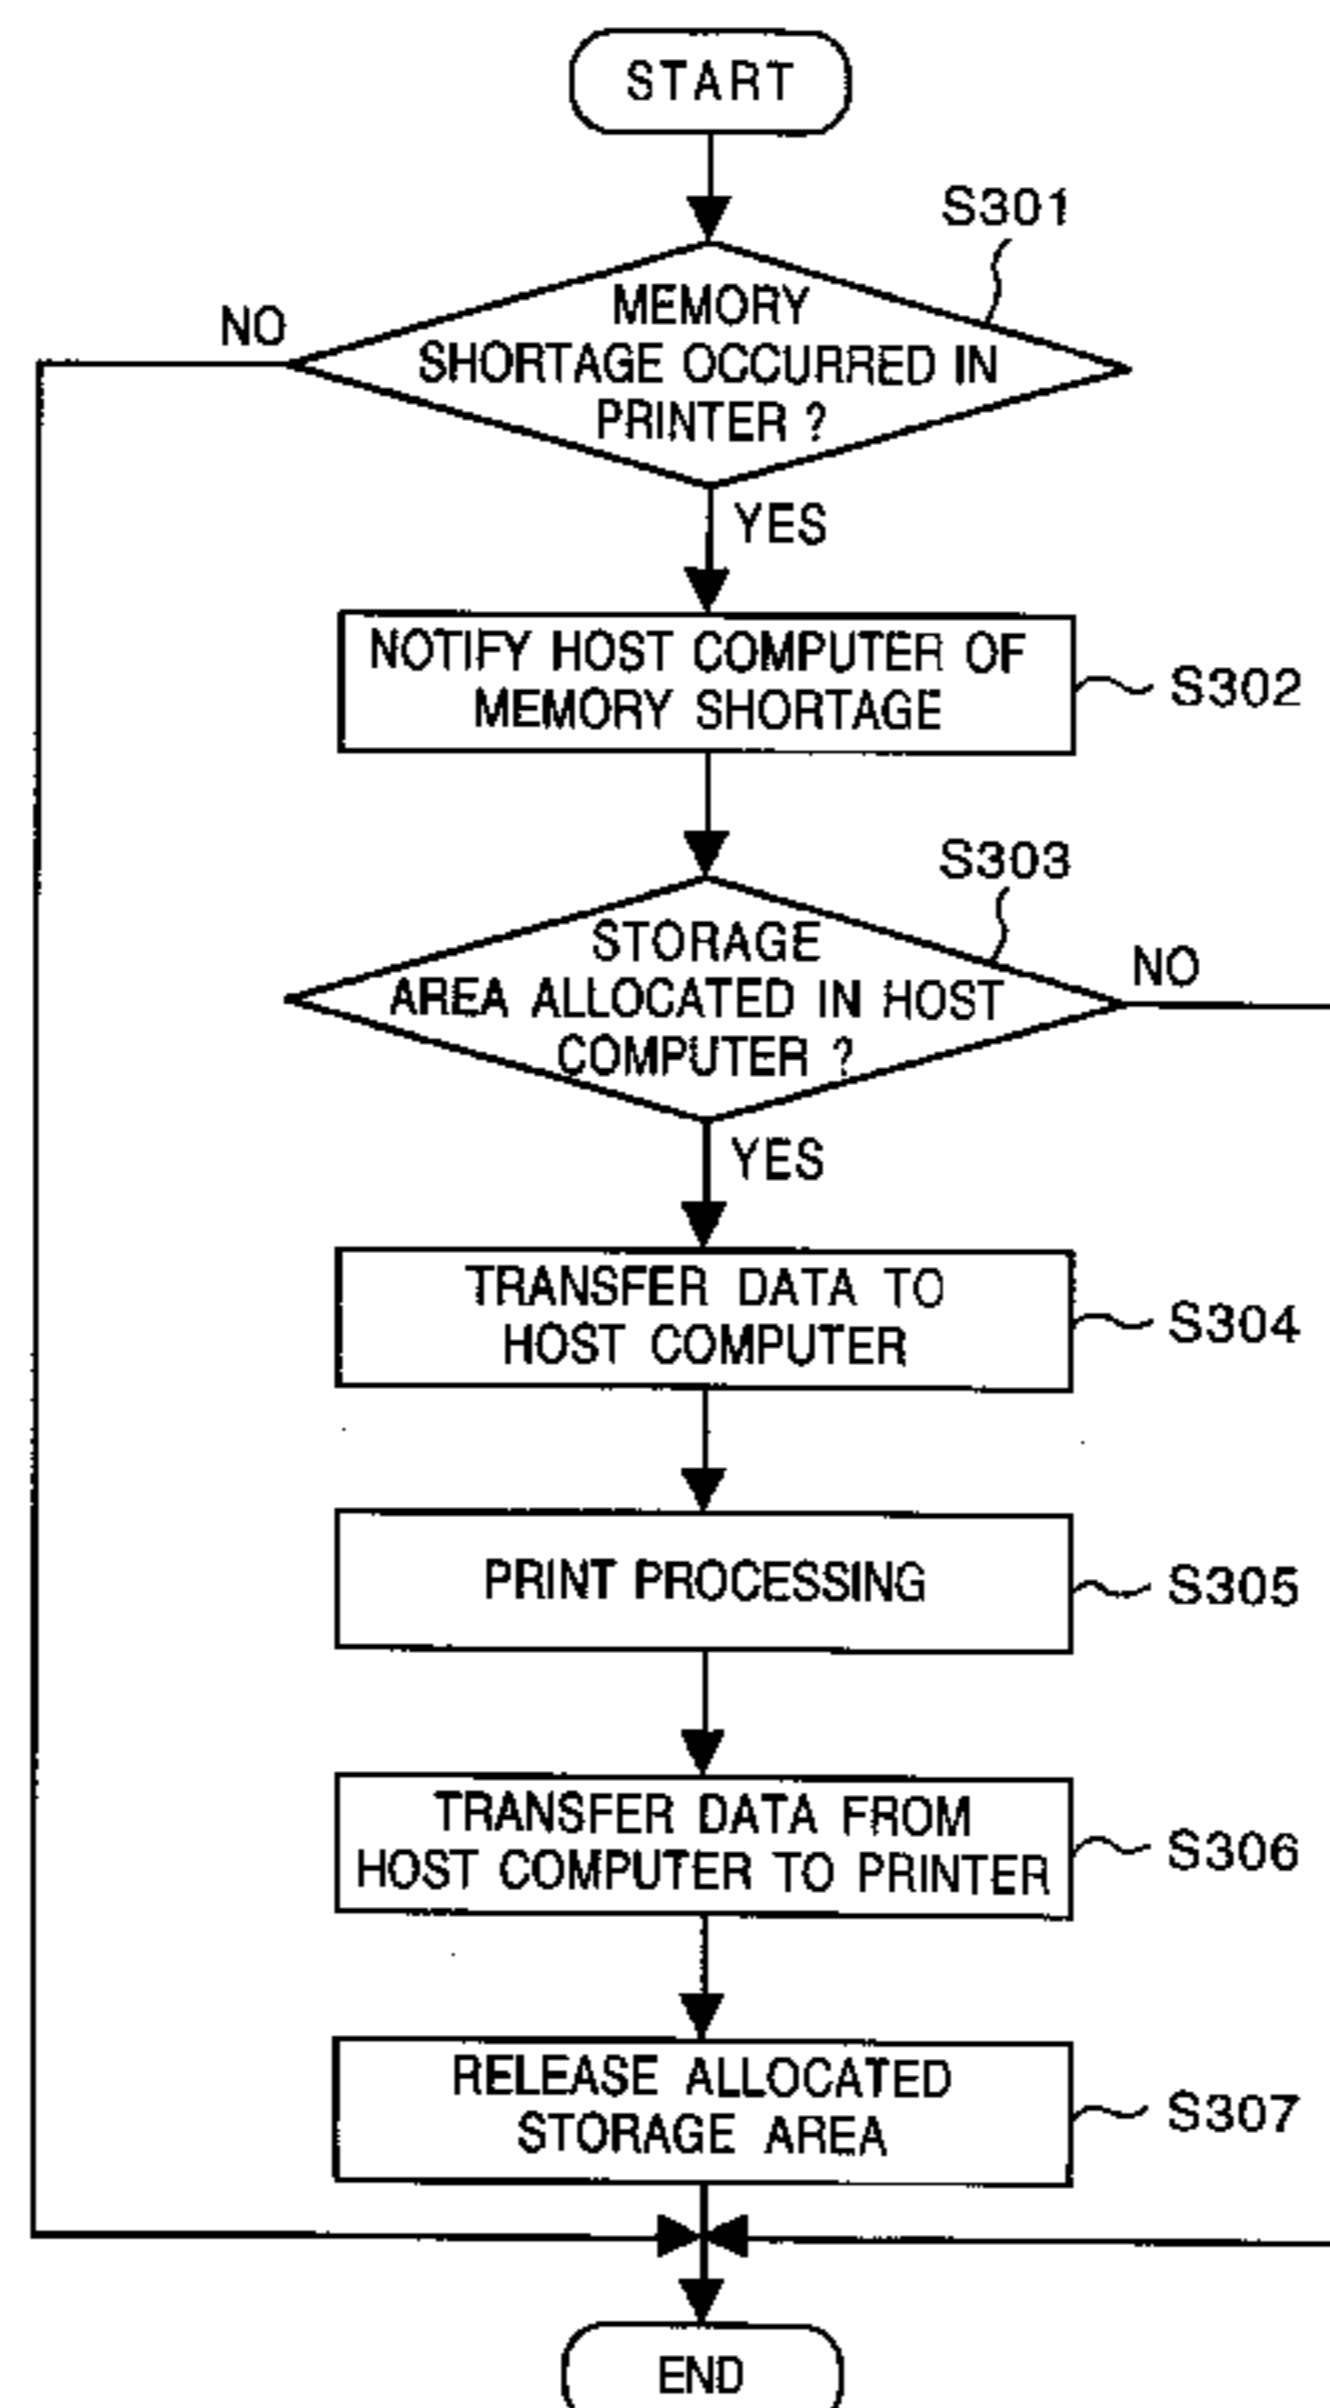 START
S301
MEMORY
NO
SHORTAGE OCCURRED IN
PRINTER ?
YES
NOTIFY HOST COMPUTER OF
MEMORY SHORTAGE
S302
S303
STORAGE
NO
AREA ALLOCATED IN HOST
COMPUTER ?
YES
TRANSFER DATA TO
HOST COMPUTER
S304
PRINT PROCESSING
S305
TRANSFER DATA FROM
HOST COMPUTER TO PRINTER
S306
RELEASE ALLOCATED
STORAGE AREA
S307
END